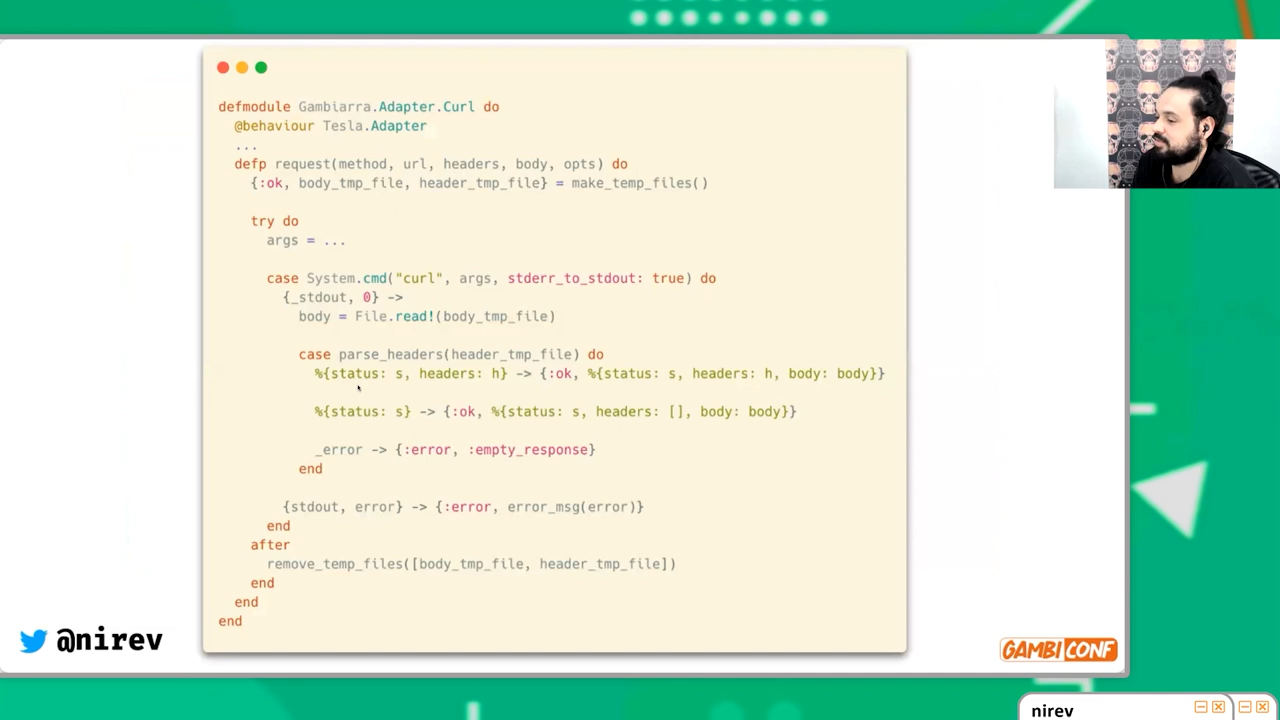 defmodule Gambiarra.Adapter.Curl do
@behaviour Tesla.Adapter
...
defp request(method, url, headers, body, opts) do
{:ok, body_tmp_file, header_tmp_file} = make_temp_files()
try do
args = ...
case System.cmd("curl", args, stderr_to_stdout: true) do
{_stdout, 0} ->
body = File.read!(body_tmp_file)
case parse_headers(header_tmp_file) do
%{status: s, headers: h} -> {:ok, %{status: s, headers: h, body: body}}
%{status: s} -> {:ok, %{status: s, headers: [], body: body}}
_error -> {:error, :empty_response}
end
{stdout, error} -> {:error, error_msg(error)}
end
after
remove_temp_files([body_tmp_file, header_tmp_file])
end
end
end
@nirev
GAMBICONF
nirev